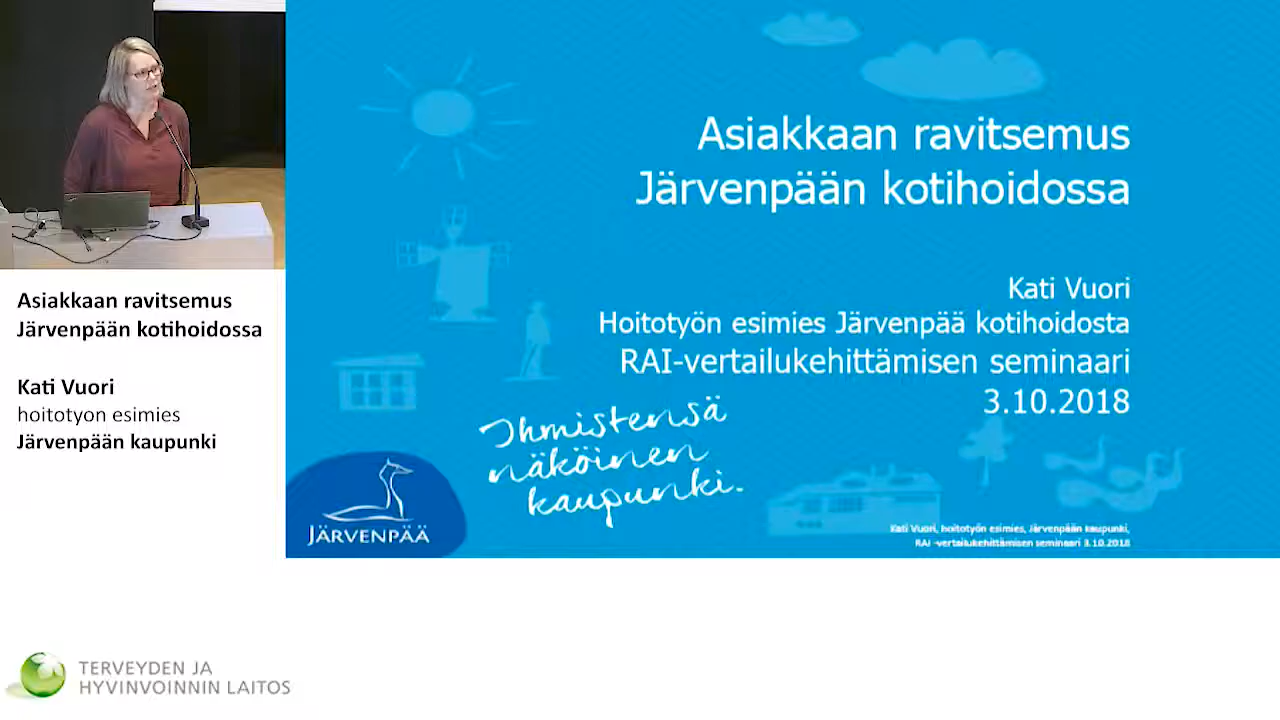 Asiakkaan ravitsemus
Järvenpään kotihoidossa
Kati Vuori
Hoitotyön esimies Järvenpää kotihoidosta
RAI-vertailukehittämisen seminaari
3.10.2018
Ihmistensä
näköinen
kaupunki.
JÄRVENPÄÄ
Kati Vuori, hoitotyön esimies, Järvenpään kaupunki,
RAI -vertailukehittämisen seminaari 3.10.2018
Asiakkaan ravitsemus
Järvenpään kotihoidossa
Kati Vuori
hoitotyon esimies
Järvenpään kaupunki
TERVEYDEN JA
HYVINVOINNIN LAITOS